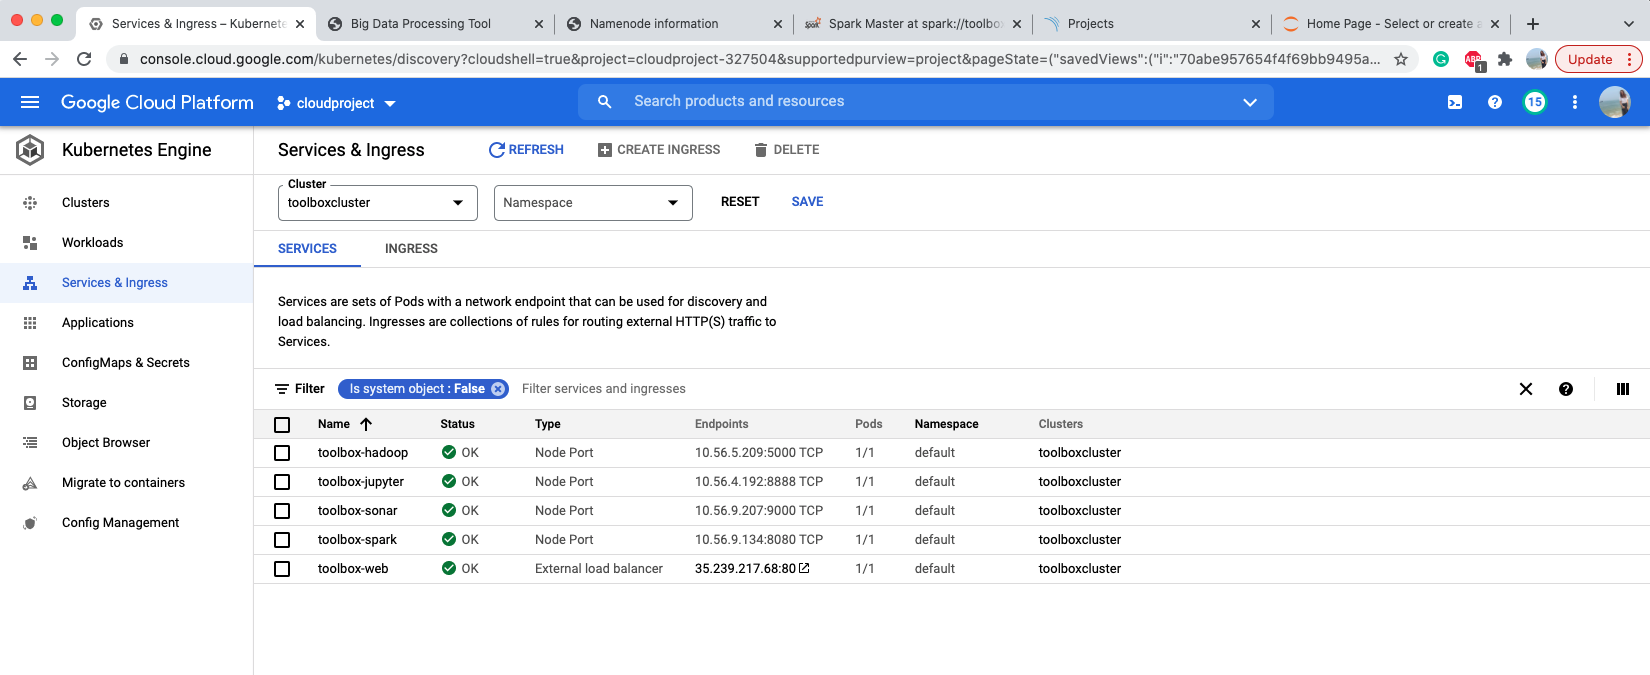 Services & Ingress – Kubernete
Big Data Processing Tool
Namenode information
Spark Master at spark://toolbo
Projects
Home Page - Select or create a
console.cloud.google.com/kubernetes/discovery?cloudshell=true&project=cloudproject-327504&supportedpurview=project&pageState=("savedViews":("i":"70abe957654f4f69bb9495a...
ABP
1
Update
Google Cloud Platform
cloudproject
Search products and resources
15
Kubernetes Engine
Services & Ingress
REFRESH
CREATE INGRESS
DELETE
Clusters
Workloads
Services & Ingress
Applications
ConfigMaps & Secrets
Storage
Object Browser
Migrate to containers
Config Management
Cluster
toolboxcluster
Namespace
RESET
SAVE
SERVICES
INGRESS
Services are sets of Pods with a network endpoint that can be used for discovery and
load balancing. Ingresses are collections of rules for routing external HTTP(S) traffic to
Services.
Filter
Is system object : False
Filter services and ingresses
Name Status Type Endpoints Pods Namespace Clusters
toolbox-hadoop OK Node Port 10.56.5.209:5000 TCP 1/1 default toolboxcluster
toolbox-jupyter OK Node Port 10.56.4.192:8888 TCP 1/1 default toolboxcluster
toolbox-sonar OK Node Port 10.56.9.207:9000 TCP 1/1 default toolboxcluster
toolbox-spark OK Node Port 10.56.9.134:8080 TCP 1/1 default toolboxcluster
toolbox-web OK External load balancer 35.239.217.68:80 1/1 default toolboxcluster